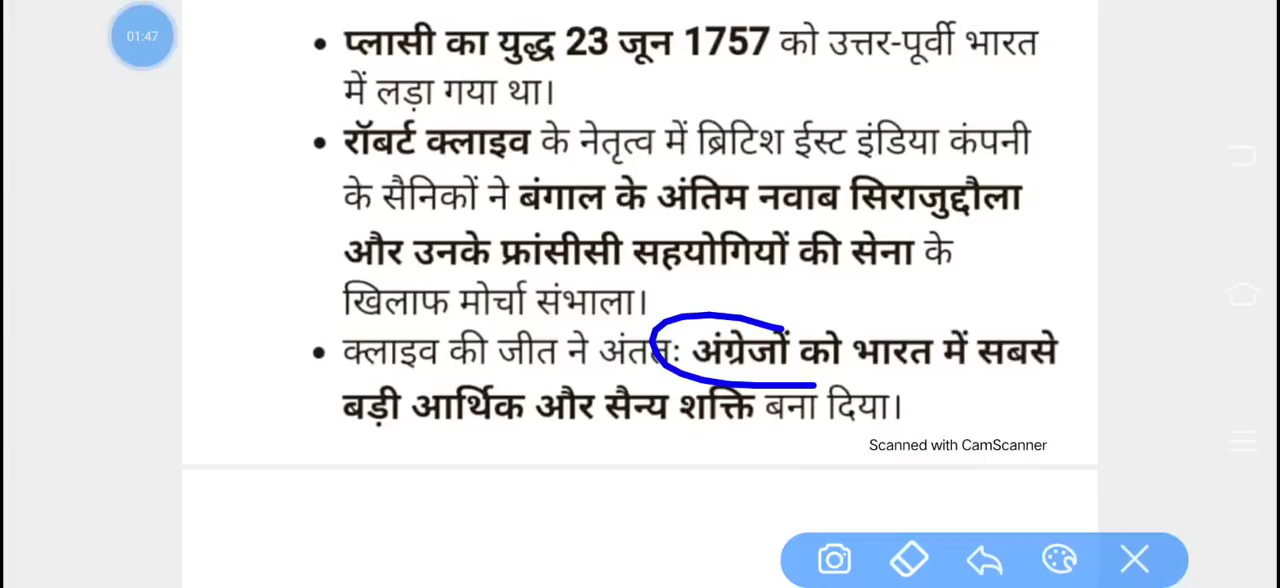 01:47
• प्लासी का युद्ध 23 जून 1757 को उत्तर-पूर्वी भारत
में लड़ा गया था।
• रॉबर्ट क्लाइव के नेतृत्व में ब्रिटिश ईस्ट इंडिया कंपनी
के सैनिकों ने बंगाल के अंतिम नवाब सिराजुद्दौला
और उनके फ्रांसीसी सहयोगियों की सेना के
खिलाफ मोर्चा संभाला।
• क्लाइव की जीत ने अंततः अंग्रेजों को भारत में सबसे
बड़ी आर्थिक और सैन्य शक्ति बना दिया।
Scanned with CamScanner